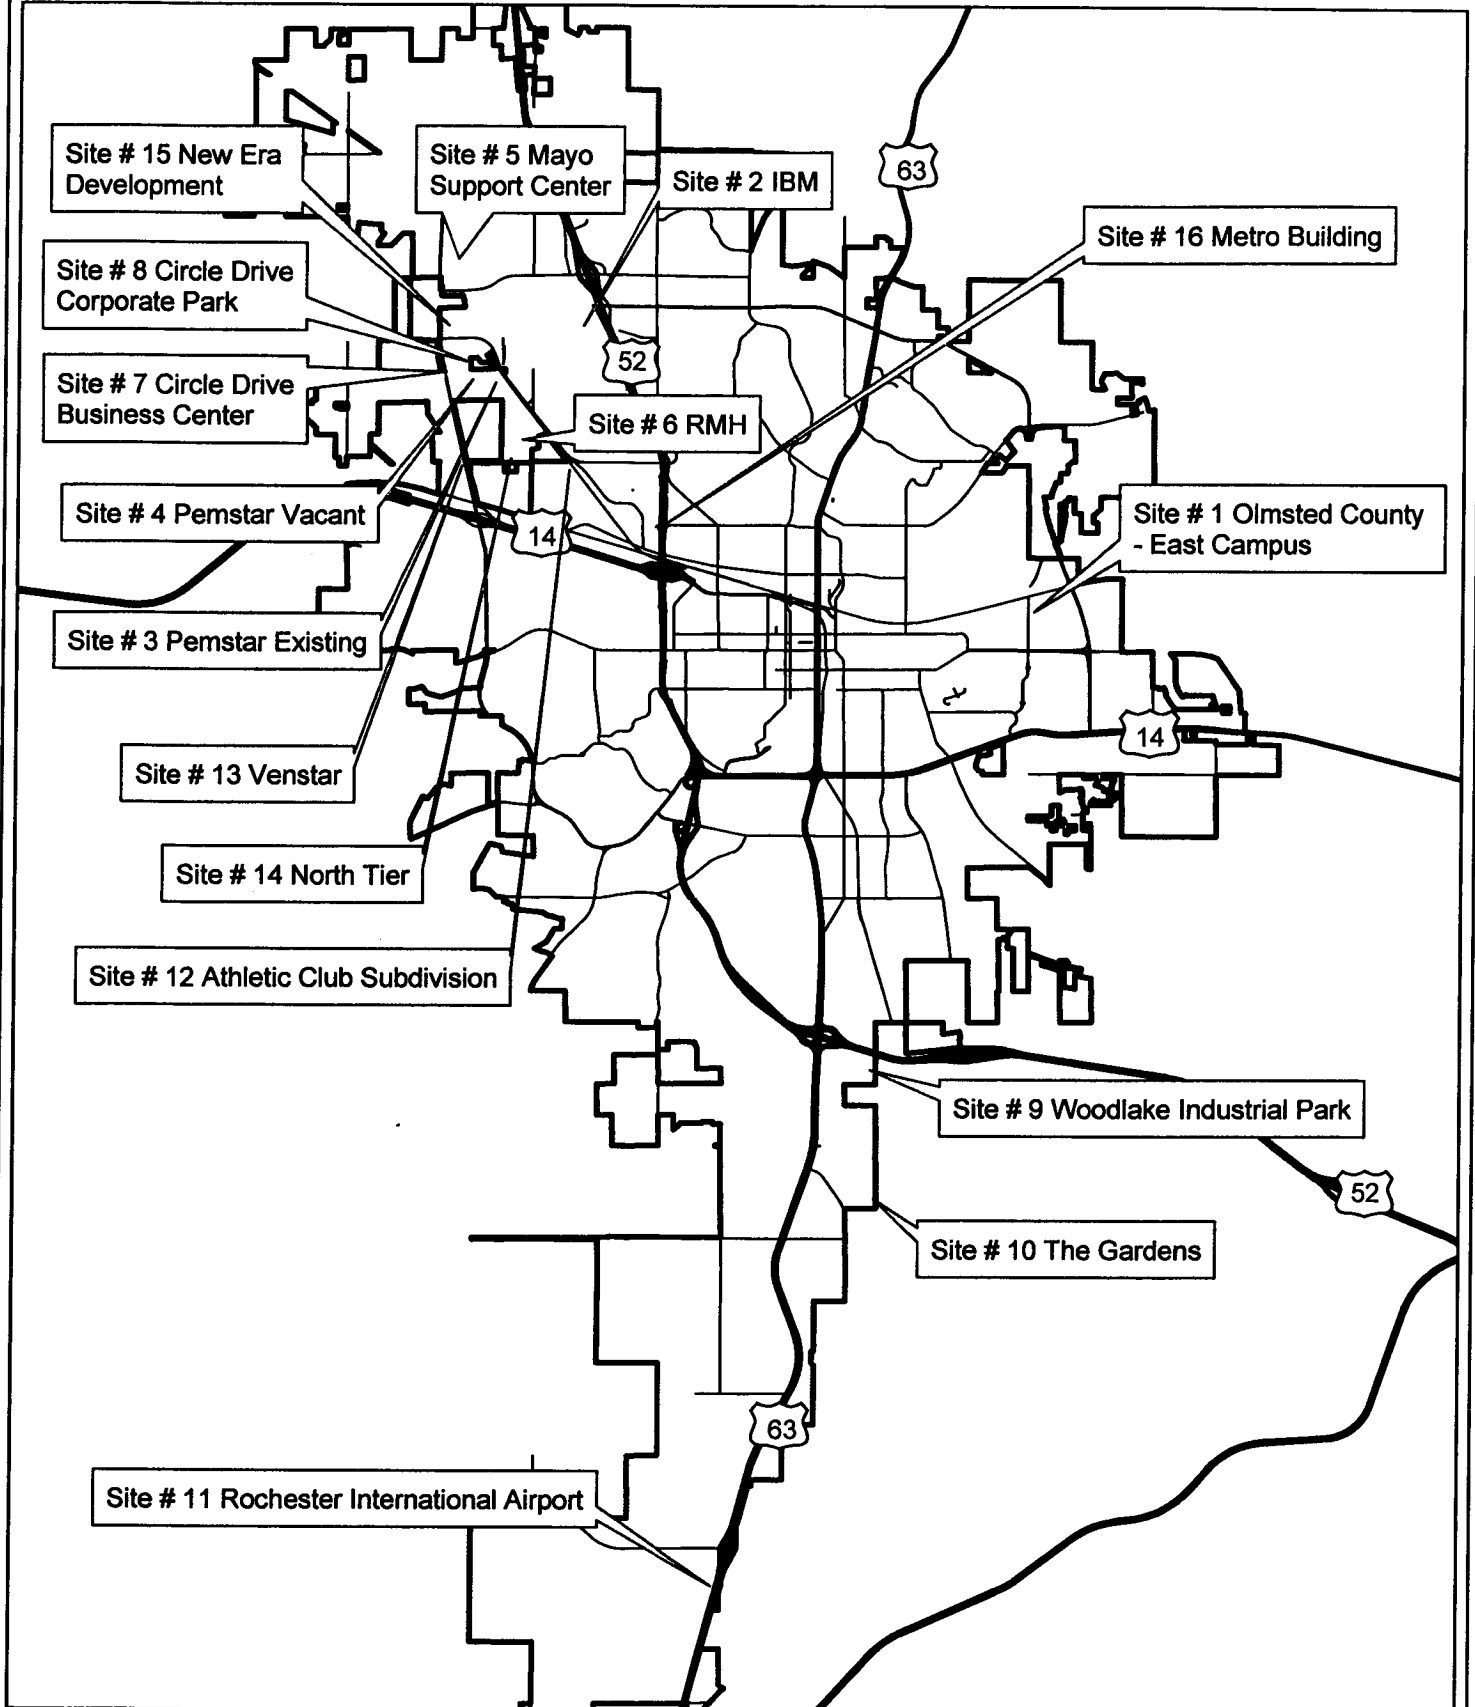 Site # 15 New Era
Development
Site # 5 Mayo
Support Center
Site # 2 IBM
63
Site # 16 Metro Building
Site # 8 Circle Drive
Corporate Park
52
Site # 7 Circle Drive
Business Center
Site # 6 RMH
Site # 4 Pemstar Vacant
14
Site # 1 Olmsted County
- East Campus
Site # 3 Pemstar Existing
14
Site # 13 Venstar
Site # 14 North Tier
Site # 12 Athletic Club Subdivision
Site # 9 Woodlake Industrial Park
52
Site # 10 The Gardens
63
Site # 11 Rochester International Airport